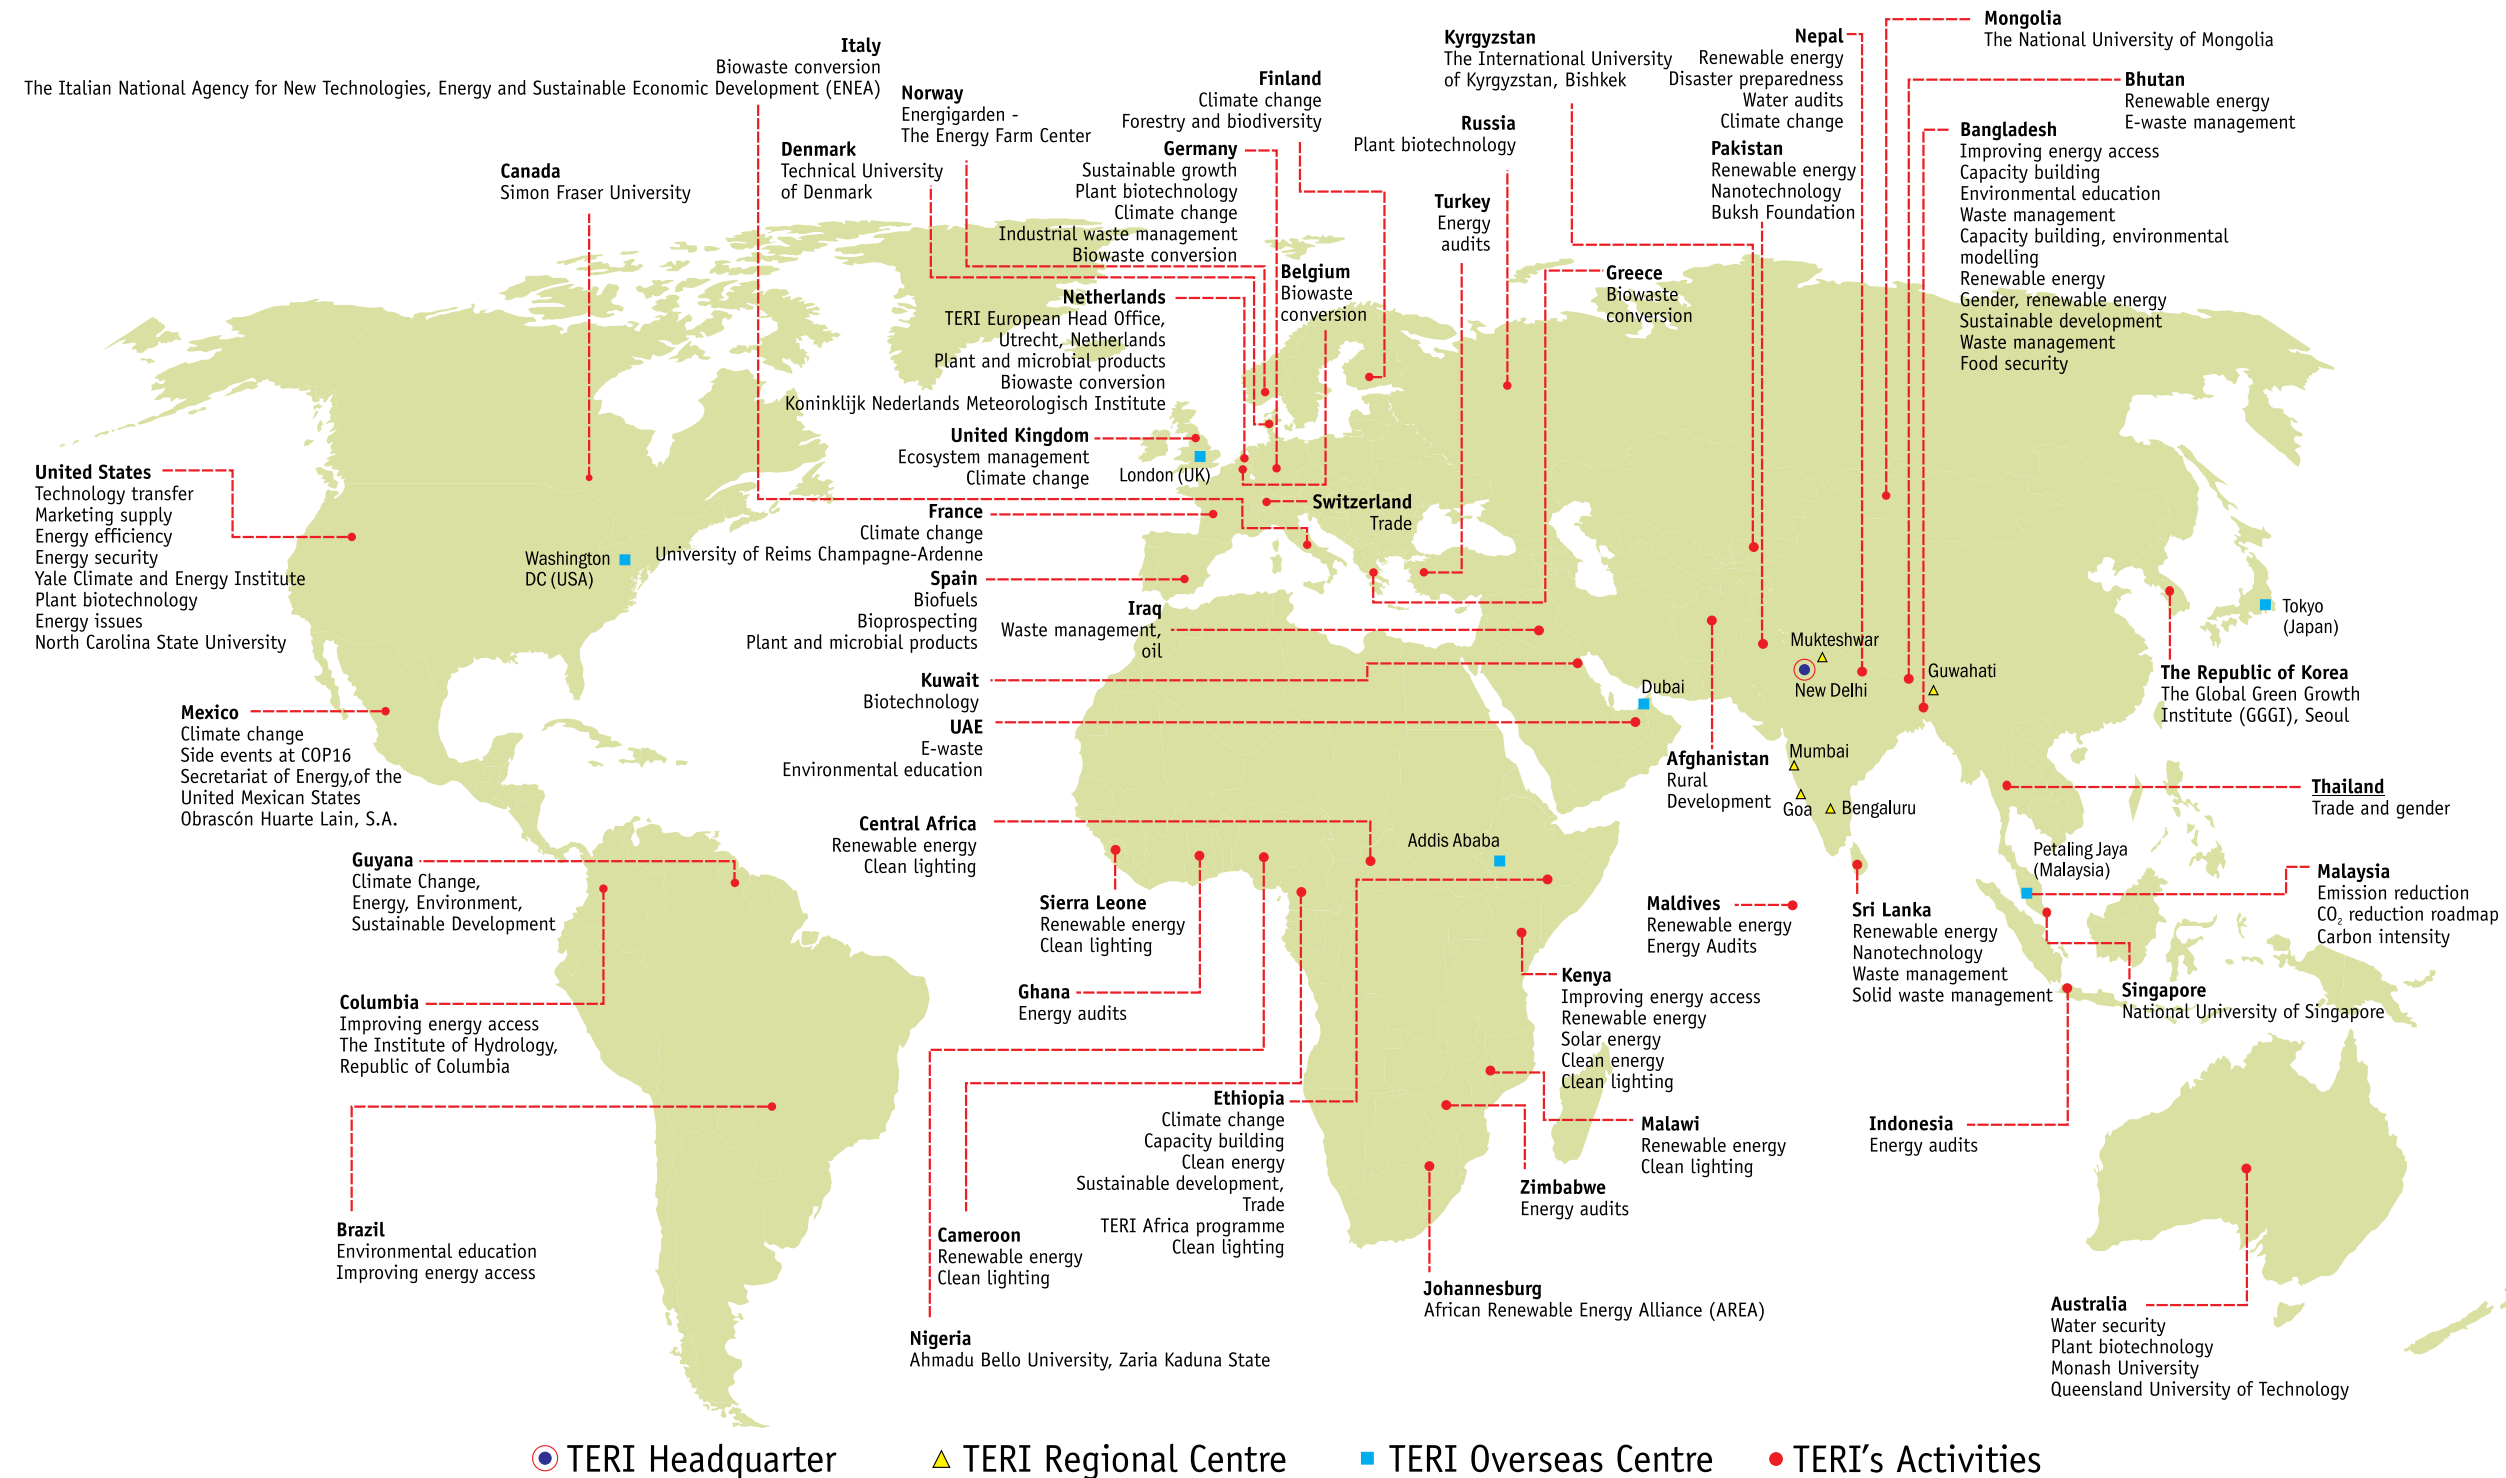 Italy
Biowaste conversion
The Italian National Agency for New Technologies, Energy and Sustainable Economic Development (ENEA)
Norway
Energigarden -
The Energy Farm Center
Denmark
Technical University
of Denmark
Canada
Simon Fraser University
Finland
Climate change
Forestry and biodiversity
Germany
Sustainable growth
Plant biotechnology
Climate change
Industrial waste management
Biowaste conversion
Kyrgyzstan
The International University
of Kyrgyzstan, Bishkek
Russia
Plant biotechnology
Turkey
Energy
audits
Nepal
Renewable energy
Disaster preparedness
Water audits
Climate change
Pakistan
Renewable energy
Nanotechnology
Buksh Foundation
Mongolia
The National University of Mongolia
Bhutan
Renewable energy
E-waste management
Bangladesh
Improving energy access
Capacity building
Environmental education
Waste management
Capacity building, environmental
modelling
Renewable energy
Gender, renewable energy
Sustainable development
Waste management
Food security
Belgium
Biowaste
conversion
Greece
Biowaste
conversion
Netherlands
TERI European Head Office,
Utrecht, Netherlands
Plant and microbial products
Biowaste conversion
Koninklijk Nederlands Meteorologisch Institute
United Kingdom
Ecosystem management
Climate change
London (UK)
United States
Technology transfer
Marketing supply
Energy efficiency
Energy security
Yale Climate and Energy Institute
Plant biotechnology
Energy issues
North Carolina State University
Washington
DC (USA)
Switzerland
Trade
France
Climate change
University of Reims Champagne-Ardenne
Spain
Biofuels
Bioprospecting
Plant and microbial products
Iraq
Waste management,
oil
Kuwait
Biotechnology
UAE
E-waste
Environmental education
Dubai
Mukteshwar
New Delhi
Guwahati
Mumbai
Goa
Bengaluru
Tokyo
(Japan)
The Republic of Korea
The Global Green Growth
Institute (GGGI), Seoul
Mexico
Climate change
Side events at COP16
Secretariat of Energy,of the
United Mexican States
Obrascón Huarte Lain, S.A.
Afghanistan
Rural
Development
Thailand
Trade and gender
Central Africa
Renewable energy
Clean lighting
Addis Ababa
Petaling Jaya
(Malaysia)
Malaysia
Emission reduction
CO2 reduction roadmap
Carbon intensity
Guyana
Climate Change,
Energy, Environment,
Sustainable Development
Sierra Leone
Renewable energy
Clean lighting
Maldives
Renewable energy
Energy Audits
Sri Lanka
Renewable energy
Nanotechnology
Waste management
Solid waste management
Singapore
National University of Singapore
Columbia
Improving energy access
The Institute of Hydrology,
Republic of Columbia
Ghana
Energy audits
Kenya
Improving energy access
Renewable energy
Solar energy
Clean energy
Clean lighting
Ethiopia
Climate change
Capacity building
Clean energy
Sustainable development,
Trade
TERI Africa programme
Clean lighting
Malawi
Renewable energy
Clean lighting
Indonesia
Energy audits
Zimbabwe
Energy audits
Brazil
Environmental education
Improving energy access
Cameroon
Renewable energy
Clean lighting
Johannesburg
African Renewable Energy Alliance (AREA)
Nigeria
Ahmadu Bello University, Zaria Kaduna State
Australia
Water security
Plant biotechnology
Monash University
Queensland University of Technology
TERI Headquarter
TERI Regional Centre
TERI Overseas Centre
TERI's Activities